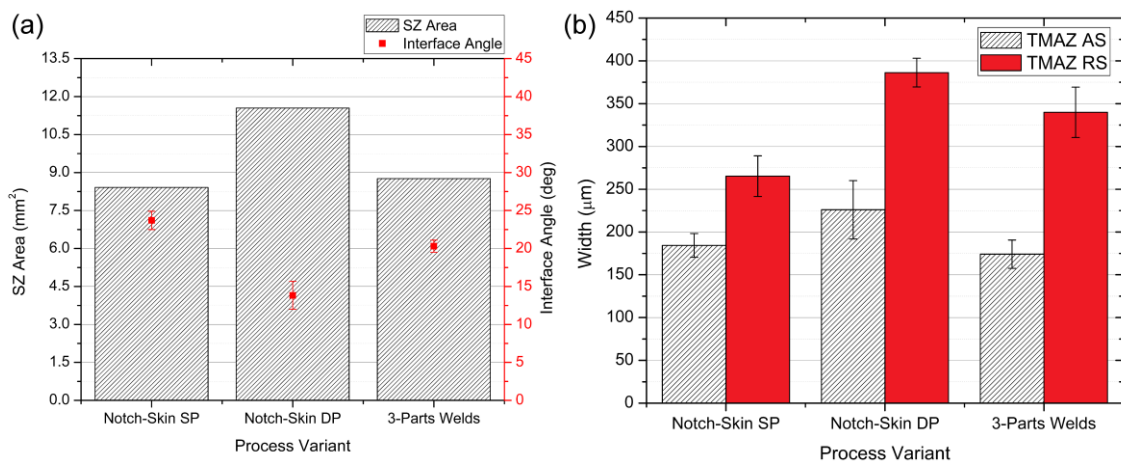 (a)
SZ Area
Interface Angle
13.5
12.0
10.5
9.0
7.5
6.0
4.5
3.0
1.5
0.0
SZ Area (mm²)
45
40
35
30
25
20
15
10
5
0
Interface Angle (deg)
Notch-Skin SP
Notch-Skin DP
3-Parts Welds
Process Variant
(b)
TMAZ AS
TMAZ RS
450
400
350
300
250
200
150
100
50
0
Width (μm)
Notch-Skin SP
Notch-Skin DP
3-Parts Welds
Process Variant